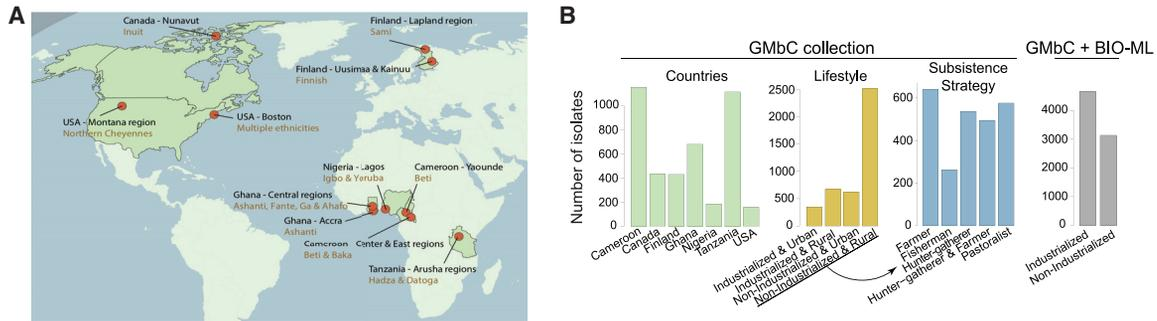 A
Canada - Nunavut
Inuit
Finland - Lapland region
Sami
Finland - Uusimaa & Kainuu
Finnish
USA - Montana region
Northern Cheyennes
USA - Boston
Multiple ethnicities
Nigeria - Lagos
Igbo & Yoruba
Cameroon - Yaounde
Beti
Ghana - Central regions
Ashanti, Fante, Ga & Ahafo
Ghana - Accra
Ashanti
Cameroon Center & East regions
Beti & Baka
Tanzania - Arusha regions
Hadza & Datoga
B
GMbC collection
GMbC + BIO-ML
Countries
Lifestyle
Subsistence
Strategy
Number of isolates
1000
800
600
400
200
0
Cameroon
Canada
Finland
Ghana
Nigeria
Tanzania
USA
2500
2000
1500
1000
500
0
Industrialized & Urban
Industrialized & Rural
Non-Industrialized & Urban
Non-Industrialized & Rural
600
400
200
0
Farmer
Fisherman
Hunter-gatherer
Hunter-gatherer & Farmer
Pastoralist
4000
3000
2000
1000
0
Industrialized
Non-Industrialized